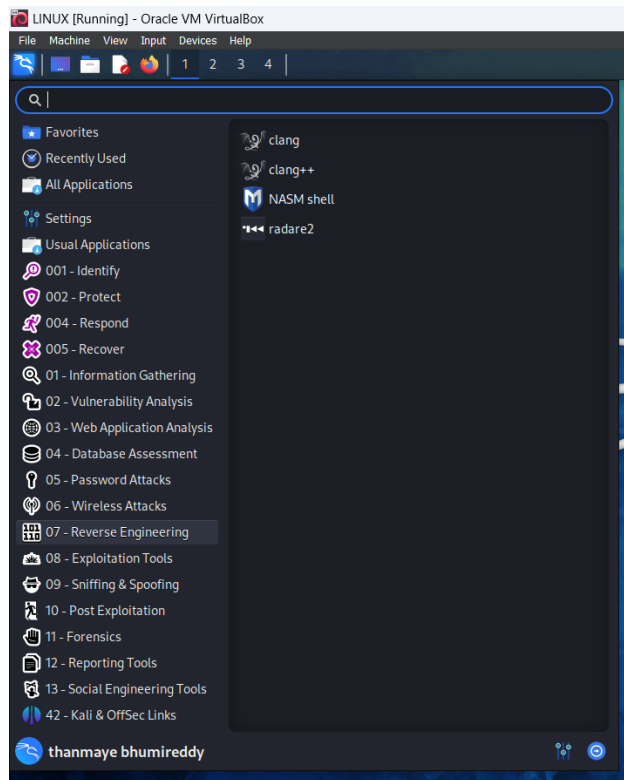 LINUX [Running] - Oracle VM VirtualBox
File Machine View Input Devices Help
1 2 3 4
Favorites
Recently Used
All Applications
Settings
Usual Applications
001 - Identify
002 - Protect
004 - Respond
005 - Recover
01 - Information Gathering
02 - Vulnerability Analysis
03 - Web Application Analysis
04 - Database Assessment
05 - Password Attacks
06 - Wireless Attacks
07 - Reverse Engineering
08 - Exploitation Tools
09 - Sniffing & Spoofing
10 - Post Exploitation
11 - Forensics
12 - Reporting Tools
13 - Social Engineering Tools
42 - Kali & OffSec Links
clang
clang++
NASM shell
radare2
thanmaye bhumireddy